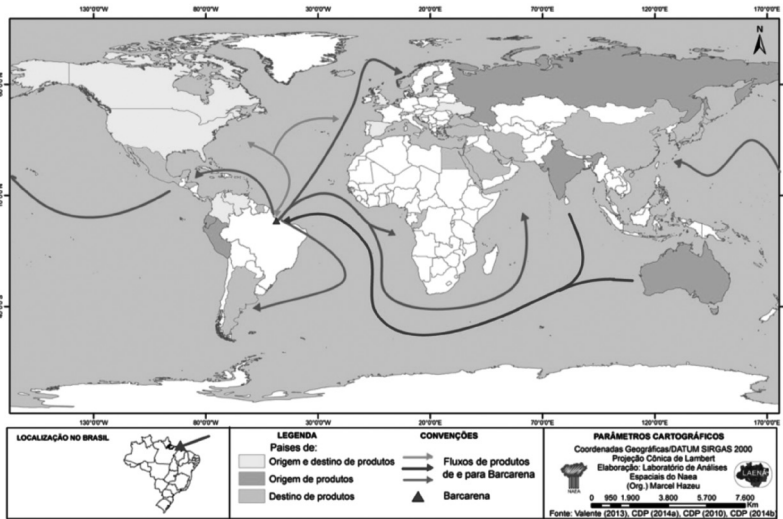 130°0'0"O 80°0'0"O 30°0'0"O 20°0'0"E 70°0'0"E 120°0'0"E 170°0'0"E
N
130°0'0"O 80°0'0"O 30°0'0"O 20°0'0"E 70°0'0"E 120°0'0"E 170°0'0"E
LOCALIZAÇÃO NO BRASIL
LEGENDA
Paises de:
Origem e destino de produtos
Origem de produtos
Destino de produtos
CONVENÇÕES
Fluxos de produtos
de e para Barcarena
Barcarena
PARÂMETROS CARTOGRÁFICOS
Coordenadas Geográficas/DATUM SIRGAS 2000
Projeção Cônica de Lambert
Elaboração: Laboratório de Análises
Espaciais do Naea
(Org.) Marcel Hazeu
NAEA
LAENA
0 950 1.900 3.800 5.700 7.600
Km
Fonte: Valente (2013), CDP (2014a), CDP (2010), CDP (2014b)